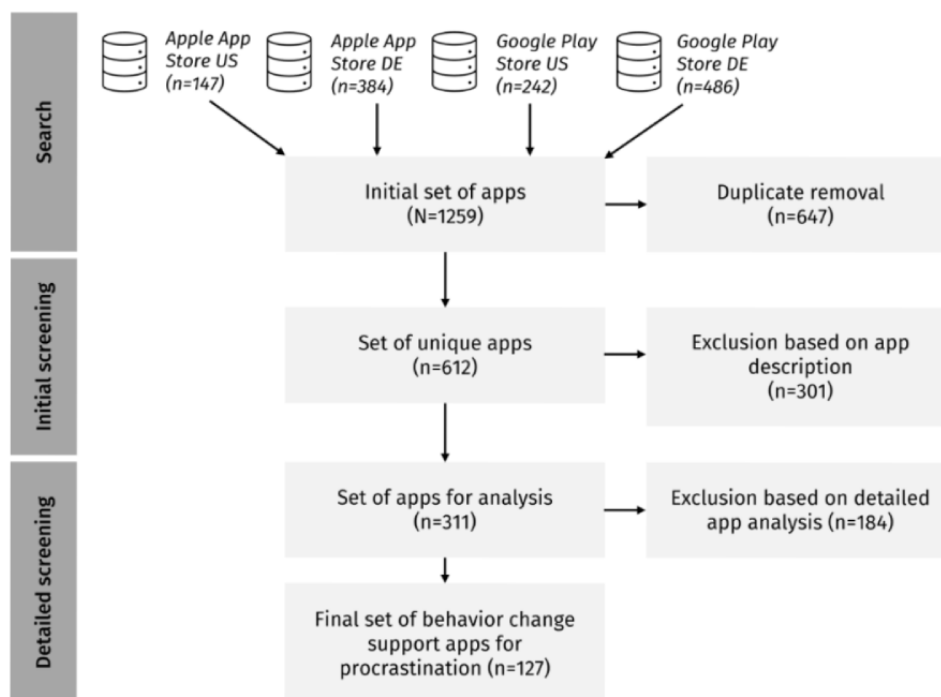 Search
Apple App
Store US
(n=147)
Apple App
Store DE
(n=384)
Google Play
Store US
(n=242)
Google Play
Store DE
(n=486)
Initial set of apps
(N=1259)
Duplicate removal
(n=647)
Initial screening
Set of unique apps
(n=612)
Exclusion based on app
description
(n=301)
Detailed screening
Set of apps for analysis
(n=311)
Exclusion based on detailed
app analysis (n=184)
Final set of behavior change
support apps for
procrastination (n=127)